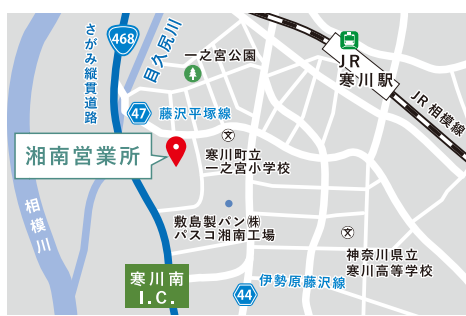 468
さがみ縦貫道路
目久尻川
一之宮公園
JR
寒川駅
JR相模線
47
藤沢平塚線
湘南営業所
寒川町立
一之宮小学校
相模川
敷島製パン㈱
パスコ湘南工場
神奈川県立
寒川高等学校
寒川南
I.C.
44
伊勢原藤沢線